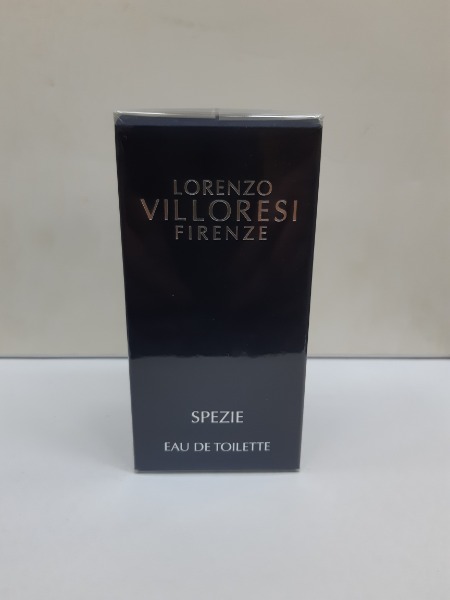 LORENZO
VILLORESI
FIRENZE
SPEZIE
EAU DE TOILETTE